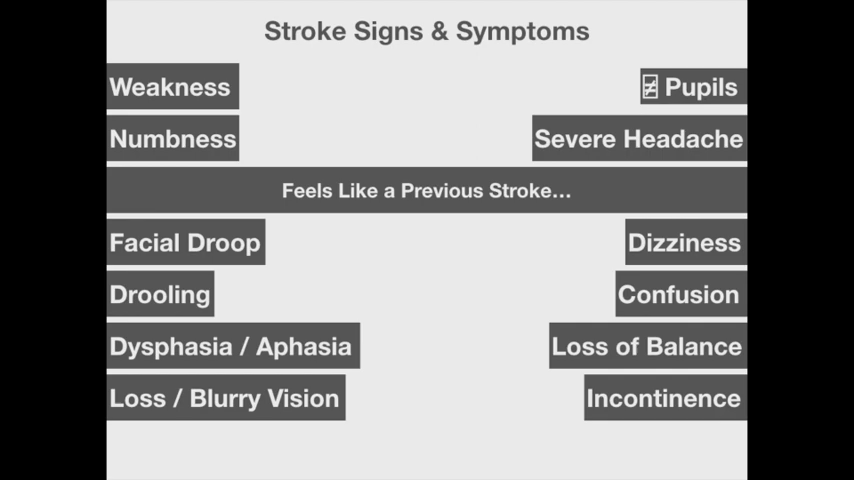 Stroke Signs & Symptoms
Weakness
≠ Pupils
Numbness
Severe Headache
Feels Like a Previous Stroke...
Facial Droop
Dizziness
Drooling
Confusion
Dysphasia / Aphasia
Loss of Balance
Loss / Blurry Vision
Incontinence